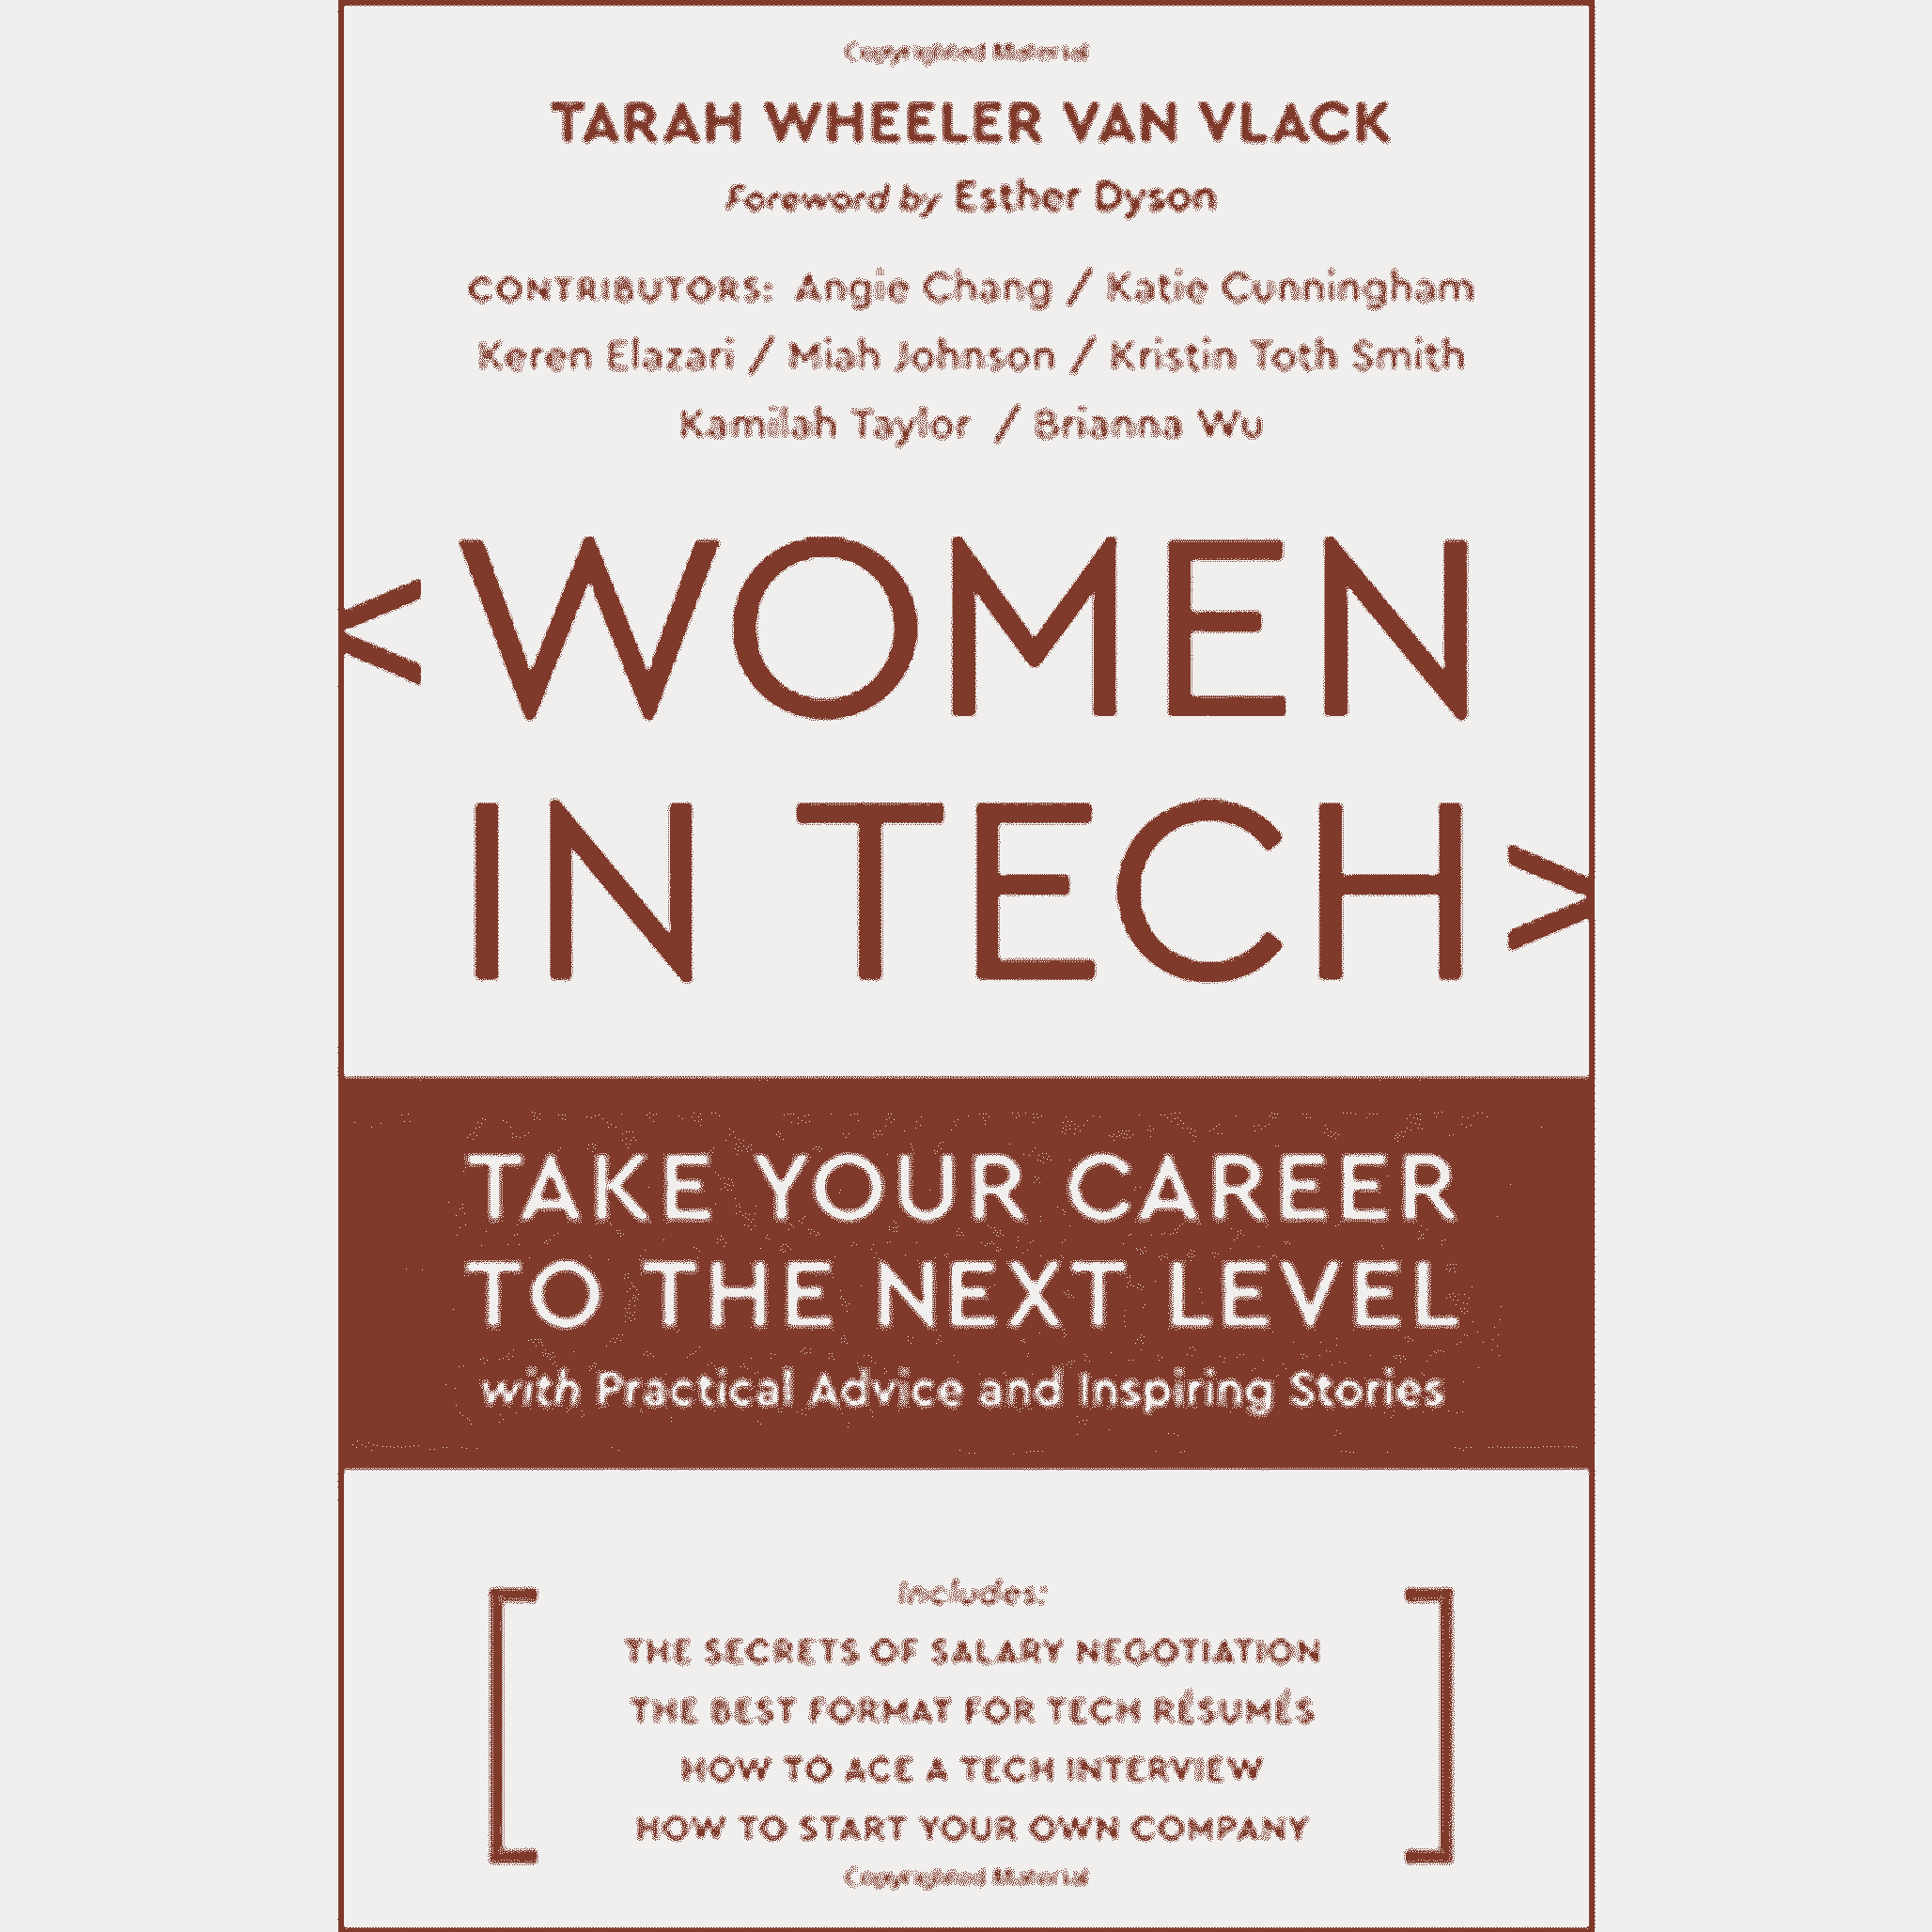 Copyrighted Material
TARAH WHEELER VAN VLACK
Foreword by Esther Dyson
CONTRIBUTORS: Angie Chang / Katie Cunningham
Keren Elazari / Miah Johnson / Kristin Toth Smith
Kamilah Taylor / Brianna Wu
<WOMEN
IN TECH>
TAKE YOUR CAREER
TO THE NEXT LEVEL
with Practical Advice and Inspiring Stories
[Includes:
THE SECRETS OF SALARY NEGOTIATION
THE BEST FORMAT FOR TECH RÉSUMÉS
HOW TO ACE A TECH INTERVIEW
HOW TO START YOUR OWN COMPANY]
Copyrighted Material